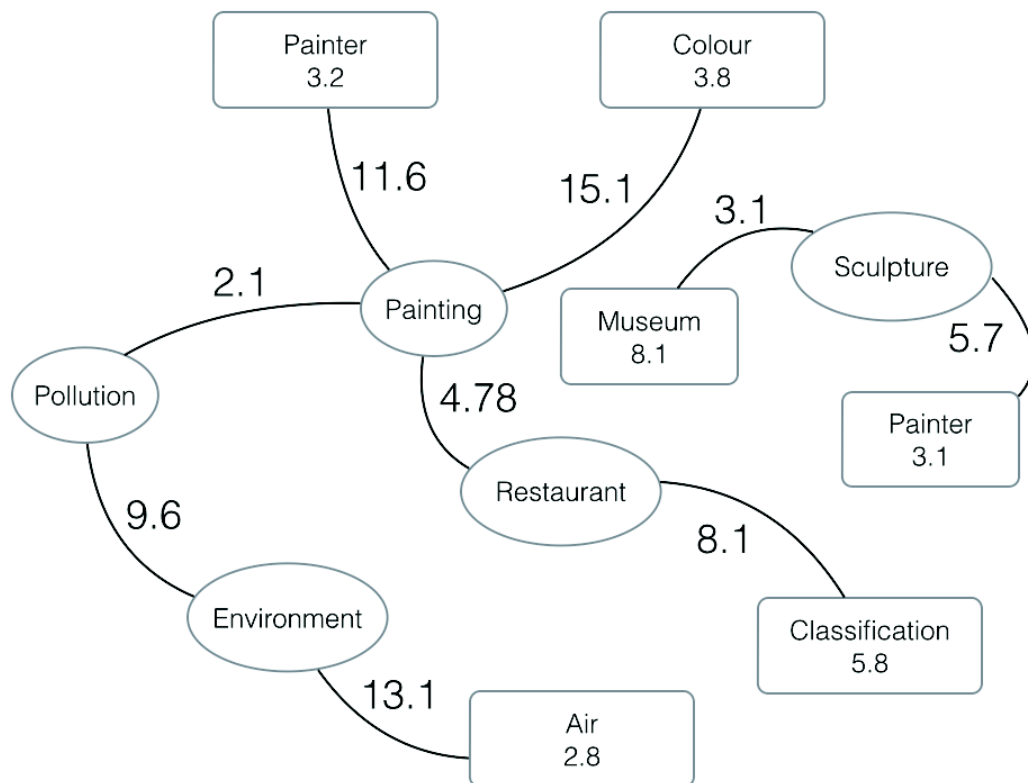 Painter
3.2
Colour
3.8
11.6
15.1
3.1
Sculpture
2.1
Painting
Museum
8.1
5.7
Pollution
4.78
Painter
3.1
Restaurant
9.6
8.1
Environment
Classification
5.8
13.1
Air
2.8